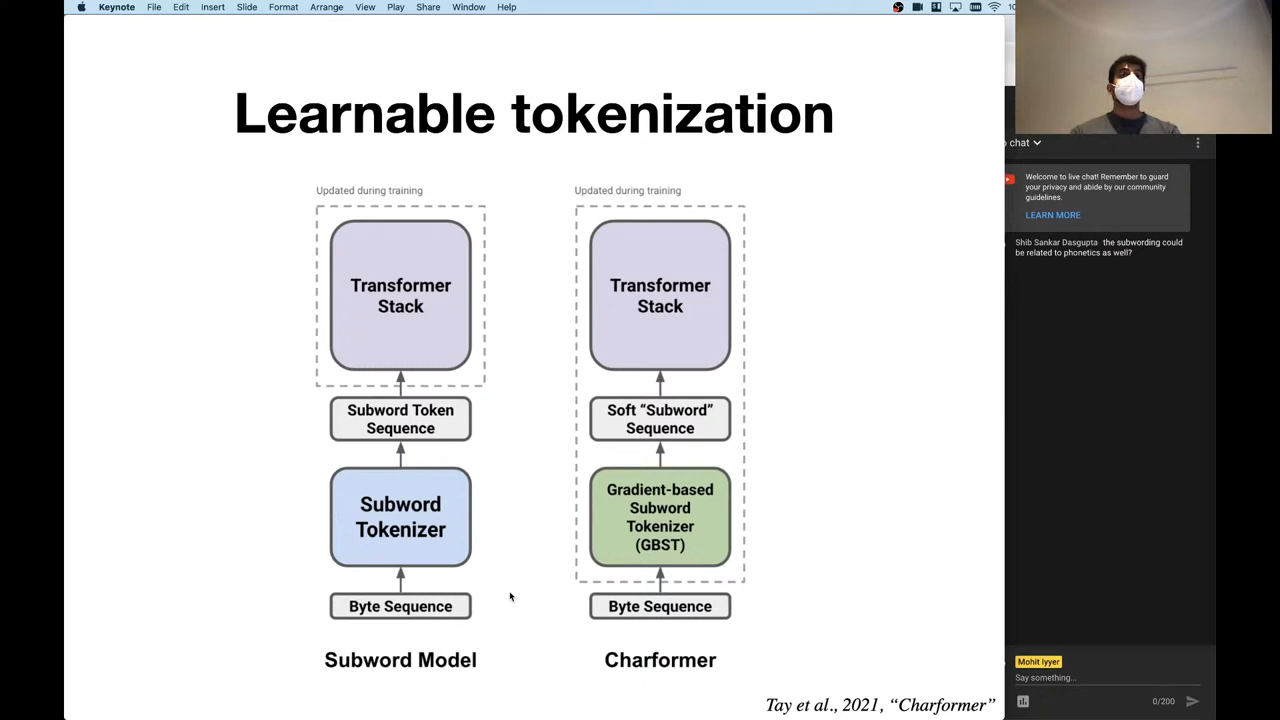 Keynote File Edit Insert Slide Format Arrange View Play Share Window Help
Learnable tokenization
Updated during training
Transformer
Stack
Subword Token
Sequence
Subword
Tokenizer
Byte Sequence
Subword Model
Updated during training
Transformer
Stack
Soft “Subword”
Sequence
Gradient-based
Subword
Tokenizer
(GBST)
Byte Sequence
Charformer
Tay et al., 2021, “Charformer”
chat
Welcome to live chat! Remember to guard
your privacy and abide by our community
guidelines.
LEARN MORE
Shib Sankar Dasgupta the subwording could
be related to phonetics as well?
Mohit Iyyer
Say something...
0/200